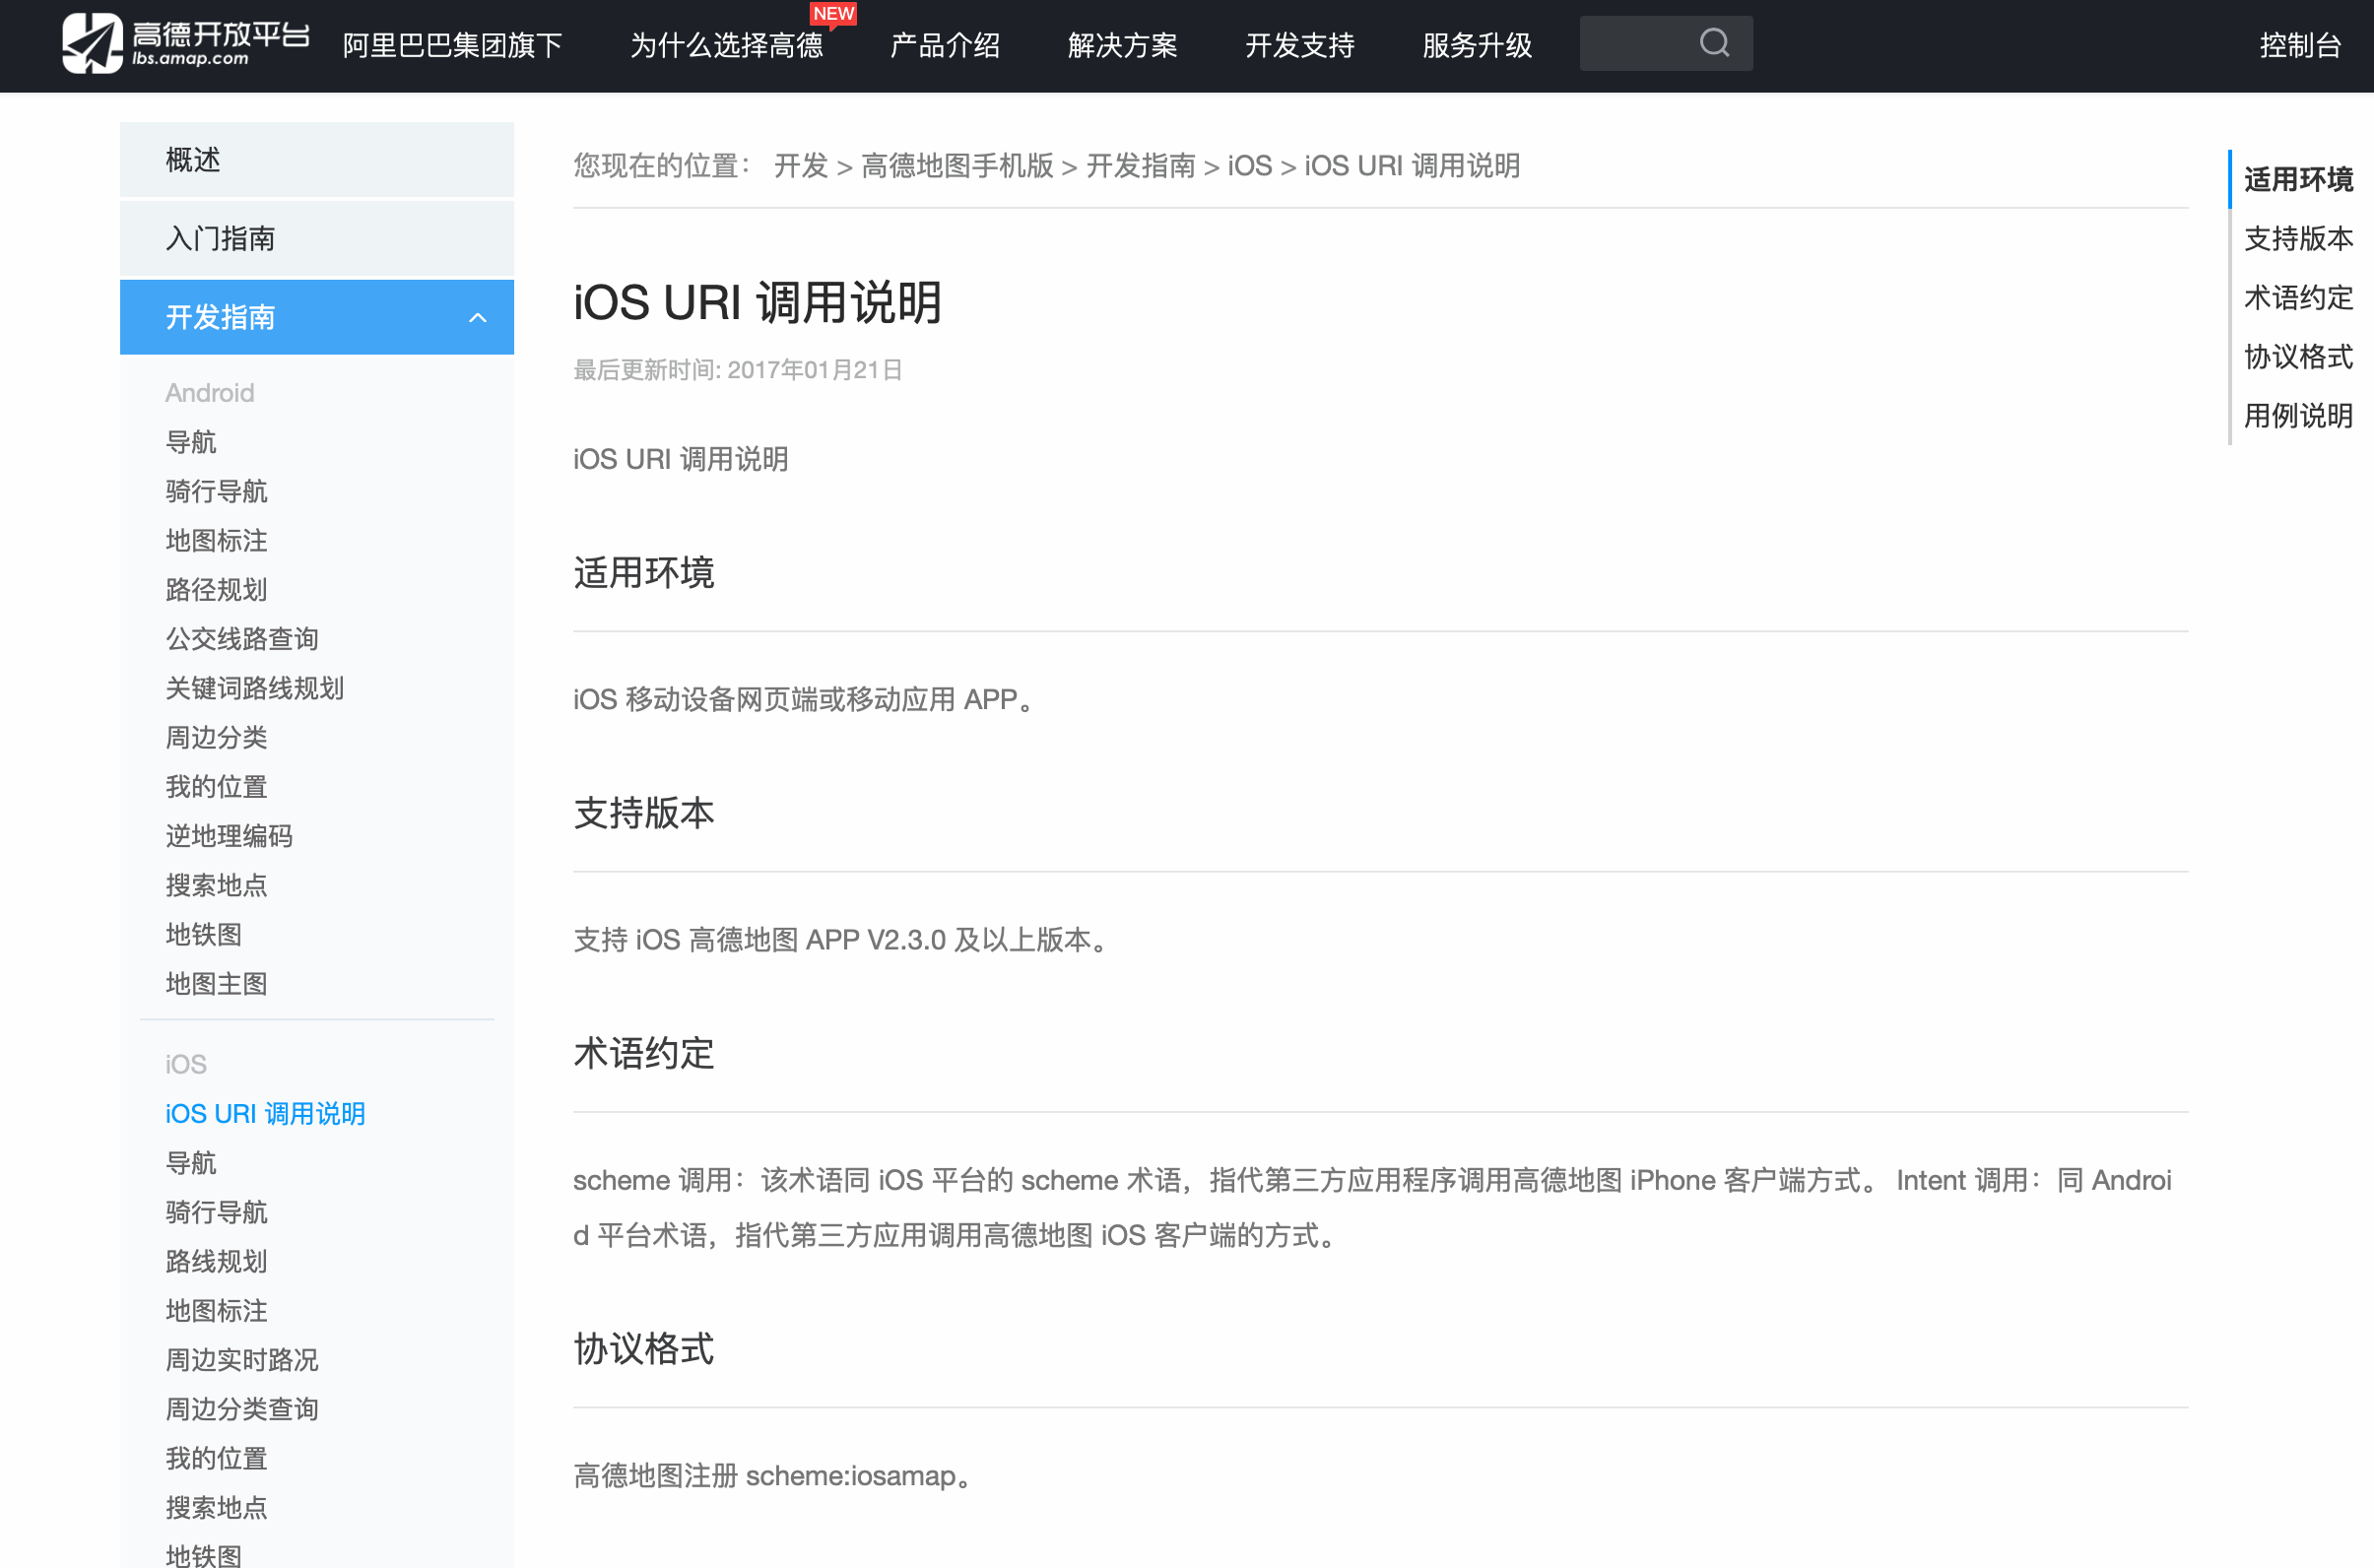 高德开放平台
lbs.amap.com
阿里巴巴集团旗下
为什么选择高德
NEW
产品介绍
解决方案
开发支持
服务升级
控制台
概述
入门指南
开发指南
Android
导航
骑行导航
地图标注
路径规划
公交线路查询
关键词路线规划
周边分类
我的位置
逆地理编码
搜索地点
地铁图
地图主图
iOS
iOS URI 调用说明
导航
骑行导航
路线规划
地图标注
周边实时路况
周边分类查询
我的位置
搜索地点
地铁图
您现在的位置： 开发 > 高德地图手机版 > 开发指南 > iOS > iOS URI 调用说明
iOS URI 调用说明
最后更新时间: 2017年01月21日
iOS URI 调用说明
适用环境
iOS 移动设备网页端或移动应用 APP。
支持版本
支持 iOS 高德地图 APP V2.3.0 及以上版本。
术语约定
scheme 调用：该术语同 iOS 平台的 scheme 术语，指代第三方应用程序调用高德地图 iPhone 客户端方式。 Intent 调用：同 Androi
d 平台术语，指代第三方应用调用高德地图 iOS 客户端的方式。
协议格式
高德地图注册 scheme:iosamap。
适用环境
支持版本
术语约定
协议格式
用例说明